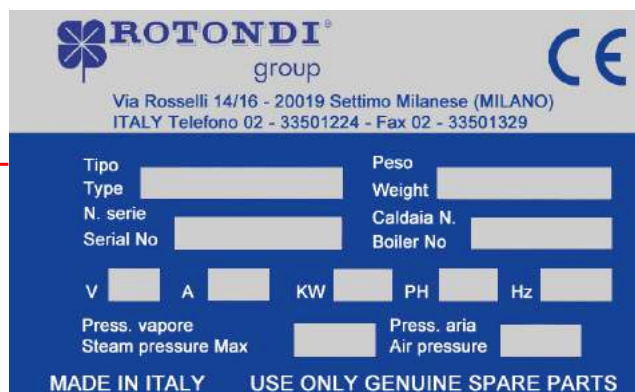 ROTONDI®
group
CE
Via Rosselli 14/16 - 20019 Settimo Milanese (MILANO)
ITALY Telefono 02 - 33501224 - Fax 02 - 33501329
Tipo
Type
Peso
Weight
N. serie
Serial No
Caldaia N.
Boiler No
V A KW PH Hz
Press. vapore
Steam pressure Max
Press. aria
Air pressure
MADE IN ITALY USE ONLY GENUINE SPARE PARTS